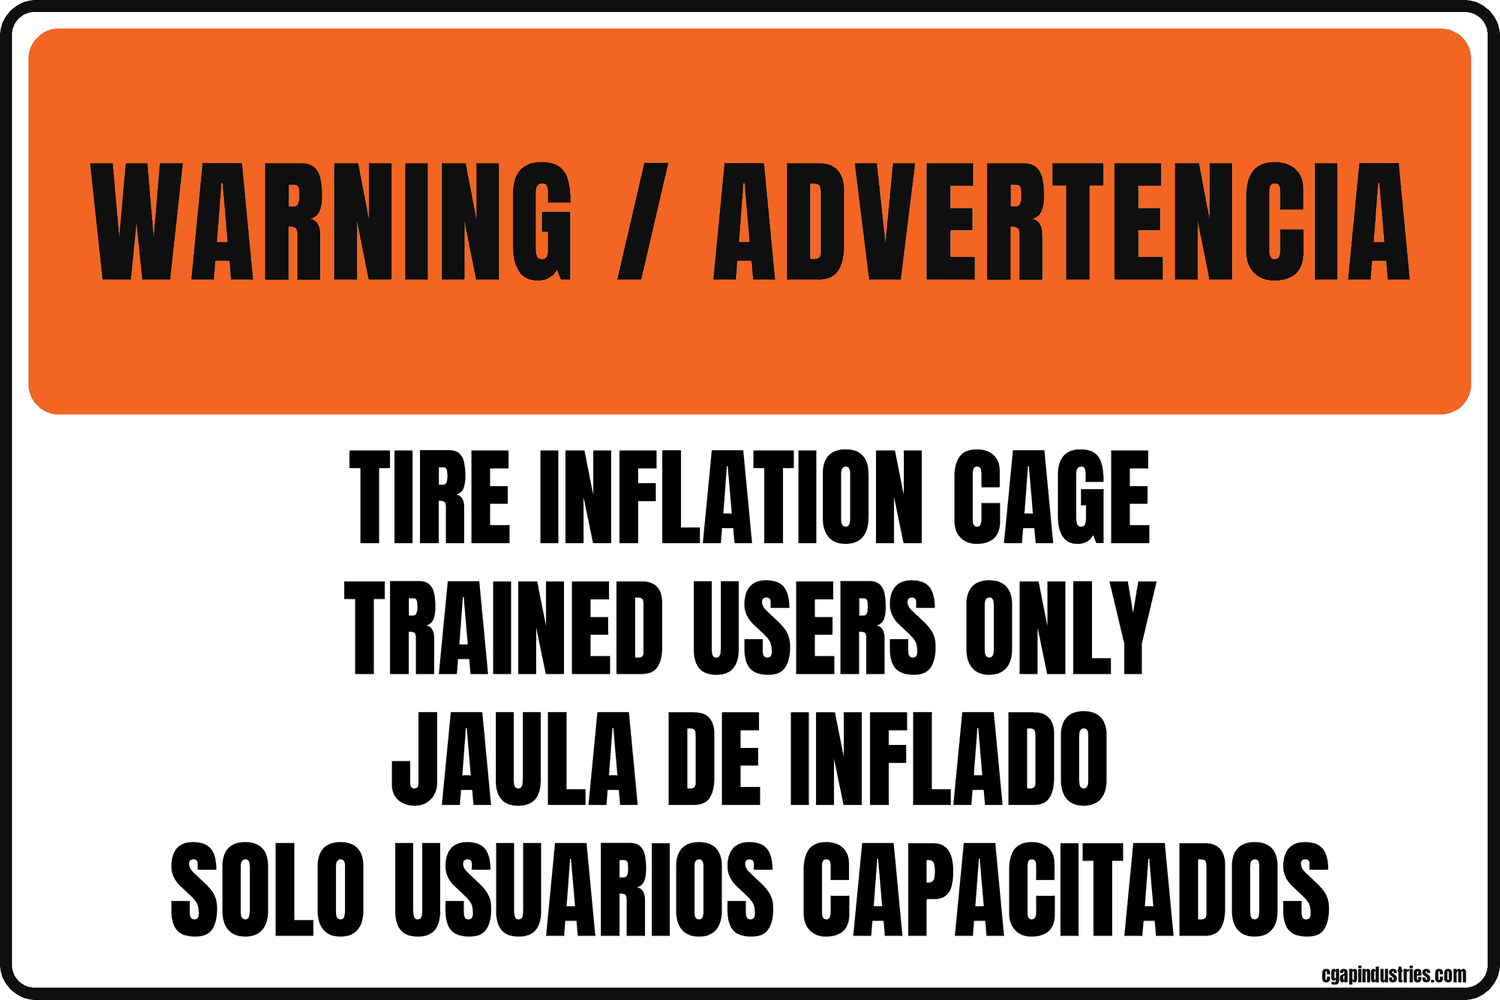 WARNING / ADVERTENCIA
TIRE INFLATION CAGE
TRAINED USERS ONLY
JAULA DE INFLADO
SOLO USUARIOS CAPACITADOS
cgapindustries.com